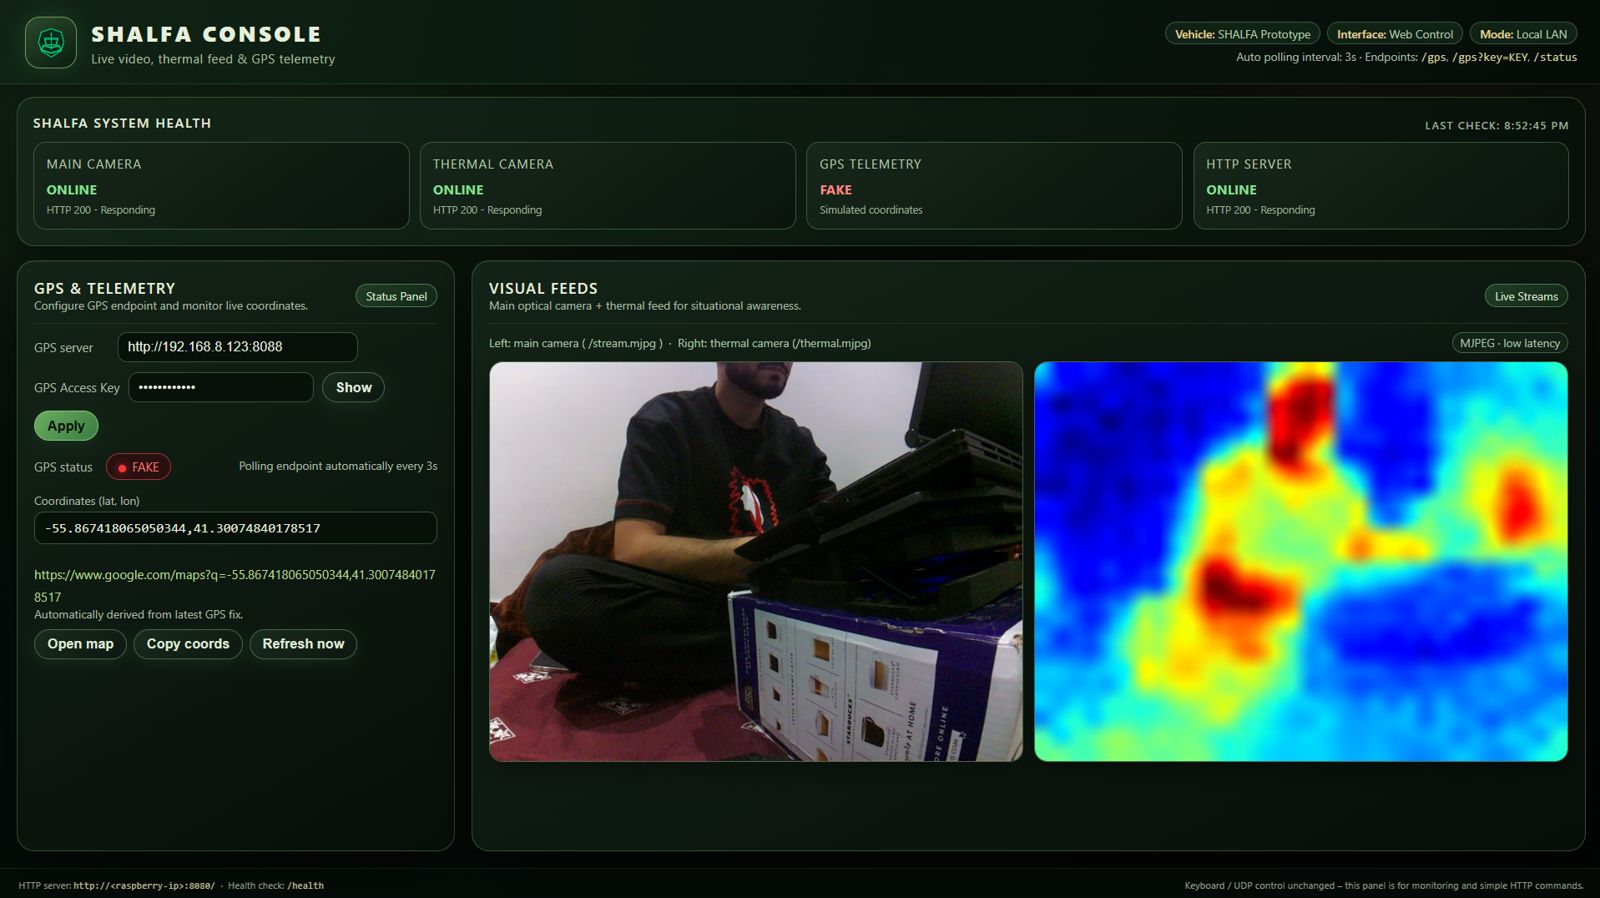 SHALFA CONSOLE
Live video, thermal feed & GPS telemetry
Vehicle: SHALFA Prototype
Interface: Web Control
Mode: Local LAN
Auto polling interval: 3s · Endpoints: /gps, /gps?key=KEY, /status
SHALFA SYSTEM HEALTH
LAST CHECK: 8:52:45 PM
MAIN CAMERA
ONLINE
HTTP 200 - Responding
THERMAL CAMERA
ONLINE
HTTP 200 - Responding
GPS TELEMETRY
FAKE
Simulated coordinates
HTTP SERVER
ONLINE
HTTP 200 - Responding
GPS & TELEMETRY
Configure GPS endpoint and monitor live coordinates.
Status Panel
GPS server
http://192.168.8.123:8088
GPS Access Key
••••••••••••
Show
Apply
GPS status
FAKE
Polling endpoint automatically every 3s
Coordinates (lat, lon)
-55.867418065050344,41.30074840178517
https://www.google.com/maps?q=-55.867418065050344,41.3007484017
8517
Automatically derived from latest GPS fix.
Open map
Copy coords
Refresh now
VISUAL FEEDS
Main optical camera + thermal feed for situational awareness.
Live Streams
Left: main camera ( /stream.mjpg ) · Right: thermal camera (/thermal.mjpg)
MJPEG · low latency
STARBUCKS
AT HOME
ORE ONLINE
HTTP server: http://<raspberry-ip>:8080/ · Health check: /health
Keyboard / UDP control unchanged – this panel is for monitoring and simple HTTP commands.